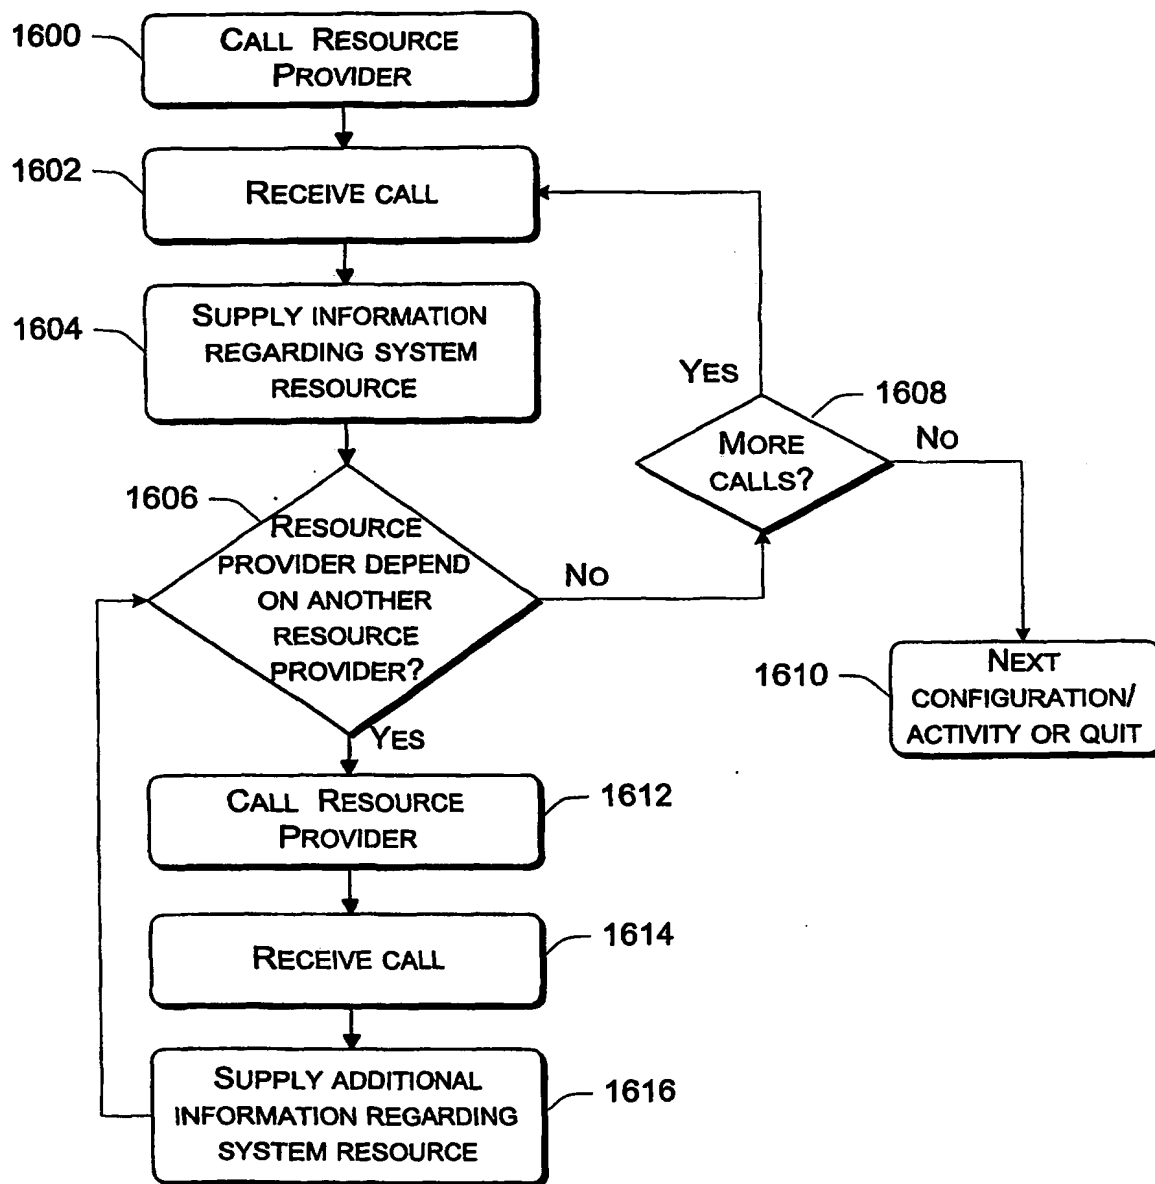 1600
CALL RESOURCE
PROVIDER
1602
RECEIVE CALL
1604
SUPPLY INFORMATION
REGARDING SYSTEM
RESOURCE
1606
RESOURCE
PROVIDER DEPEND
ON ANOTHER
RESOURCE
PROVIDER?
NO
YES
YES
1608
MORE
CALLS?
NO
1610
NEXT
CONFIGURATION/
ACTIVITY OR QUIT
CALL RESOURCE
PROVIDER
1612
RECEIVE CALL
1614
SUPPLY ADDITIONAL
INFORMATION REGARDING
SYSTEM RESOURCE
1616